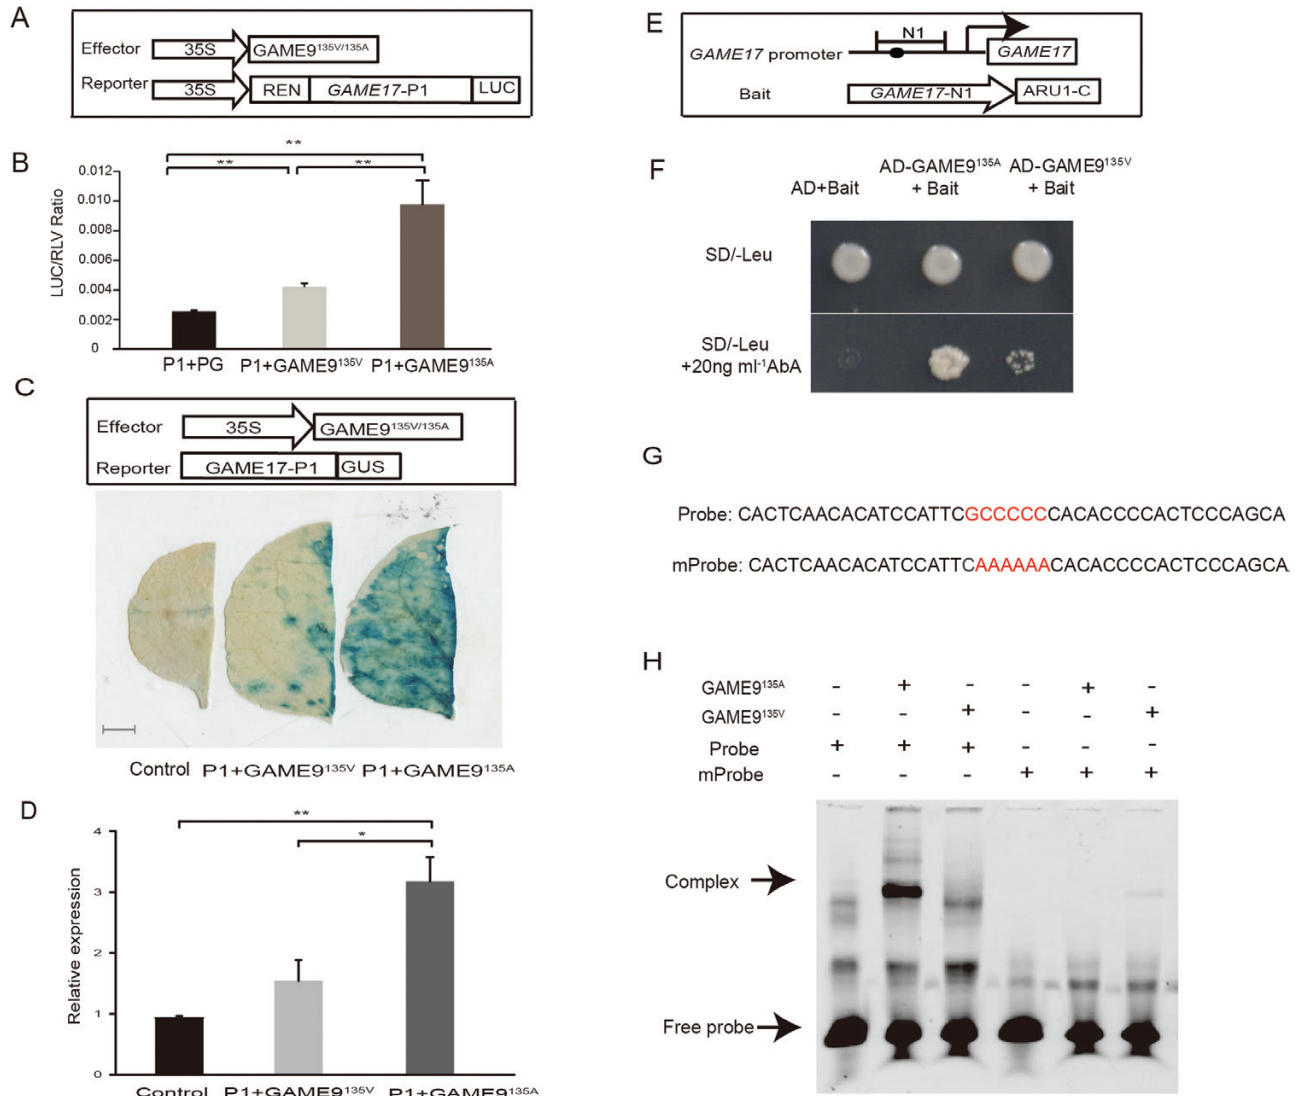 A
Effector 35S GAME9¹³⁵ⱽ/¹³⁵ᴬ
Reporter 35S REN GAME17-P1 LUC
B
** 
** **
0.012
0.010
0.008
0.006
0.004
0.002
0
LUC/RLV Ratio
P1+PG P1+GAME9¹³⁵ⱽ P1+GAME9¹³⁵ᴬ
C
Effector 35S GAME9¹³⁵ⱽ/¹³⁵ᴬ
Reporter GAME17-P1 GUS
Control P1+GAME9¹³⁵ⱽ P1+GAME9¹³⁵ᴬ
D
**
*
4
3
2
1
0
Relative expression
Control P1+GAME9¹³⁵ⱽ P1+GAME9¹³⁵ᴬ
E
N1
GAME17 promoter GAME17
Bait GAME17-N1 ARU1-C
F
AD+Bait AD-GAME9¹³⁵ᴬ + Bait AD-GAME9¹³⁵ⱽ + Bait
SD/-Leu
SD/-Leu
+20ng ml⁻¹AbA
G
Probe: CACTCAACACATCCATTCGCCCCCCACACCCCACTCCCAGCA
mProbe: CACTCAACACATCCATTCAAAAAACACACCCCACTCCCAGCA
H
GAME9¹³⁵ᴬ - + - - + -
GAME9¹³⁵ⱽ - - + - - +
Probe + + + - - -
mProbe - - - + + +
Complex
Free probe